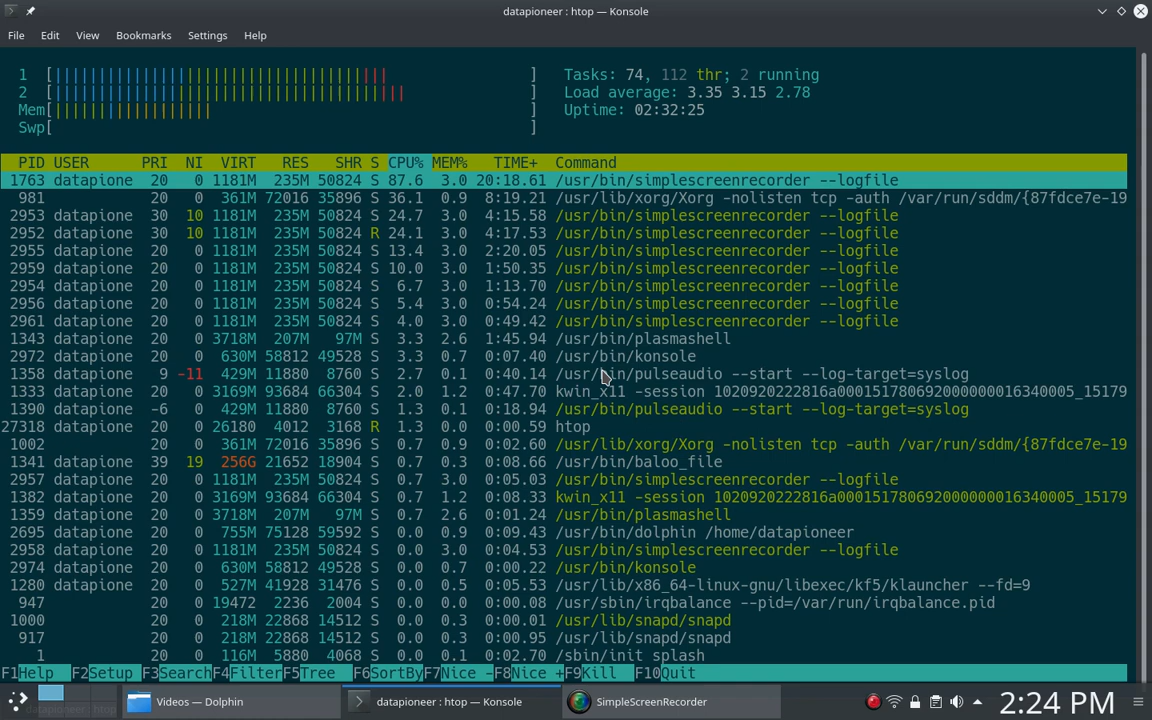 datapioneer : htop — Konsole
File Edit View Bookmarks Settings Help
1 [||||||||||||||||||||||||||||||||||||||| ] Tasks: 74, 112 thr; 2 running
2 [||||||||||||||||||||||||||||||||||||||||| ] Load average: 3.35 3.15 2.78
Mem[|||||||||||||||||| ] Uptime: 02:32:25
Swp[ ]
PID USER PRI NI VIRT RES SHR S CPU% MEM% TIME+ Command
1763 datapione 20 0 1181M 235M 50824 S 87.6 3.0 20:18.61 /usr/bin/simplescreenrecorder --logfile
981 20 0 361M 72016 35896 S 36.1 0.9 8:19.21 /usr/lib/xorg/Xorg -nolisten tcp -auth /var/run/sddm/{87fdce7e-19
2953 datapione 30 10 1181M 235M 50824 S 24.7 3.0 4:15.58 /usr/bin/simplescreenrecorder --logfile
2952 datapione 30 10 1181M 235M 50824 R 24.1 3.0 4:17.53 /usr/bin/simplescreenrecorder --logfile
2955 datapione 20 0 1181M 235M 50824 S 13.4 3.0 2:20.05 /usr/bin/simplescreenrecorder --logfile
2959 datapione 20 0 1181M 235M 50824 S 10.0 3.0 1:50.35 /usr/bin/simplescreenrecorder --logfile
2954 datapione 20 0 1181M 235M 50824 S 6.7 3.0 1:13.70 /usr/bin/simplescreenrecorder --logfile
2956 datapione 20 0 1181M 235M 50824 S 5.4 3.0 0:54.24 /usr/bin/simplescreenrecorder --logfile
2961 datapione 20 0 1181M 235M 50824 S 4.0 3.0 0:49.42 /usr/bin/simplescreenrecorder --logfile
1343 datapione 20 0 3718M 207M 97M S 3.3 2.6 1:45.94 /usr/bin/plasmashell
2972 datapione 20 0 630M 58812 49528 S 3.3 0.7 0:07.40 /usr/bin/konsole
1358 datapione 9 -11 429M 11880 8760 S 2.7 0.1 0:40.14 /usr/bin/pulseaudio --start --log-target=syslog
1333 datapione 20 0 3169M 93684 66304 S 2.0 1.2 0:47.70 kwin_x11 -session 1020920222816a000151780692000000016340005_15179
1390 datapione -6 0 429M 11880 8760 S 1.3 0.1 0:18.94 /usr/bin/pulseaudio --start --log-target=syslog
27318 datapione 20 0 26180 4012 3168 R 1.3 0.0 0:00.59 htop
1002 20 0 361M 72016 35896 S 0.7 0.9 0:02.60 /usr/lib/xorg/Xorg -nolisten tcp -auth /var/run/sddm/{87fdce7e-19
1341 datapione 39 19 256G 21652 18904 S 0.7 0.3 0:08.66 /usr/bin/baloo_file
2957 datapione 20 0 1181M 235M 50824 S 0.7 3.0 0:05.03 /usr/bin/simplescreenrecorder --logfile
1382 datapione 20 0 3169M 93684 66304 S 0.7 1.2 0:08.33 kwin_x11 -session 1020920222816a000151780692000000016340005_15179
1359 datapione 20 0 3718M 207M 97M S 0.7 2.6 0:01.24 /usr/bin/plasmashell
2695 datapione 20 0 755M 75128 59592 S 0.0 0.9 0:09.43 /usr/bin/dolphin /home/datapioneer
2958 datapione 20 0 1181M 235M 50824 S 0.0 3.0 0:04.53 /usr/bin/simplescreenrecorder --logfile
2974 datapione 20 0 630M 58812 49528 S 0.0 0.7 0:00.22 /usr/bin/konsole
1280 datapione 20 0 527M 41928 31476 S 0.0 0.5 0:05.53 /usr/lib/x86_64-linux-gnu/libexec/kf5/klauncher --fd=9
947 20 0 19472 2236 2004 S 0.0 0.0 0:00.08 /usr/sbin/irqbalance --pid=/var/run/irqbalance.pid
1000 20 0 218M 22868 14512 S 0.0 0.3 0:00.01 /usr/lib/snapd/snapd
917 20 0 218M 22868 14512 S 0.0 0.3 0:00.95 /usr/lib/snapd/snapd
1 20 0 116M 5880 4068 S 0.0 0.1 0:02.70 /sbin/init splash
F1Help F2Setup F3SearchF4FilterF5Tree F6SortByF7Nice -F8Nice +F9Kill F10Quit
Videos — Dolphin datapioneer : htop — Konsole SimpleScreenRecorder 2:24 PM
datapioneer : htop